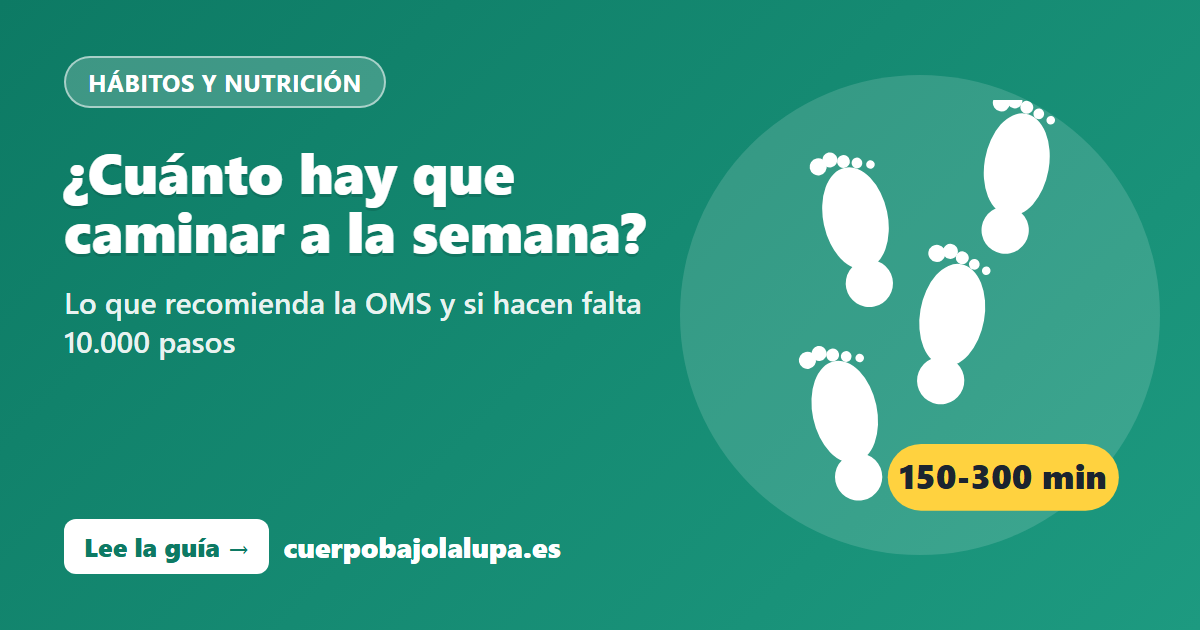 HÁBITOS Y NUTRICIÓN
¿Cuánto hay que
caminar a la semana?
Lo que recomienda la OMS y si hacen falta
10.000 pasos
150-300 min
Lee la guía →
cuerpobajolalupa.es